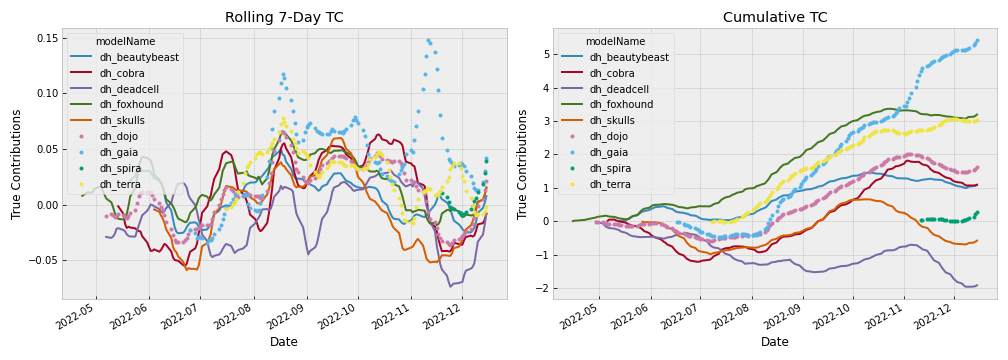 Rolling 7-Day TC
True Contributions
0.15
0.10
0.05
0.00
−0.05
modelName
dh_beautybeast
dh_cobra
dh_deadcell
dh_foxhound
dh_skulls
dh_dojo
dh_gaia
dh_spira
dh_terra
2022-05
2022-06
2022-07
2022-08
2022-09
2022-10
2022-11
2022-12
Date
Cumulative TC
True Contributions
5
4
3
2
1
0
−1
−2
modelName
dh_beautybeast
dh_cobra
dh_deadcell
dh_foxhound
dh_skulls
dh_dojo
dh_gaia
dh_spira
dh_terra
2022-05
2022-06
2022-07
2022-08
2022-09
2022-10
2022-11
2022-12
Date